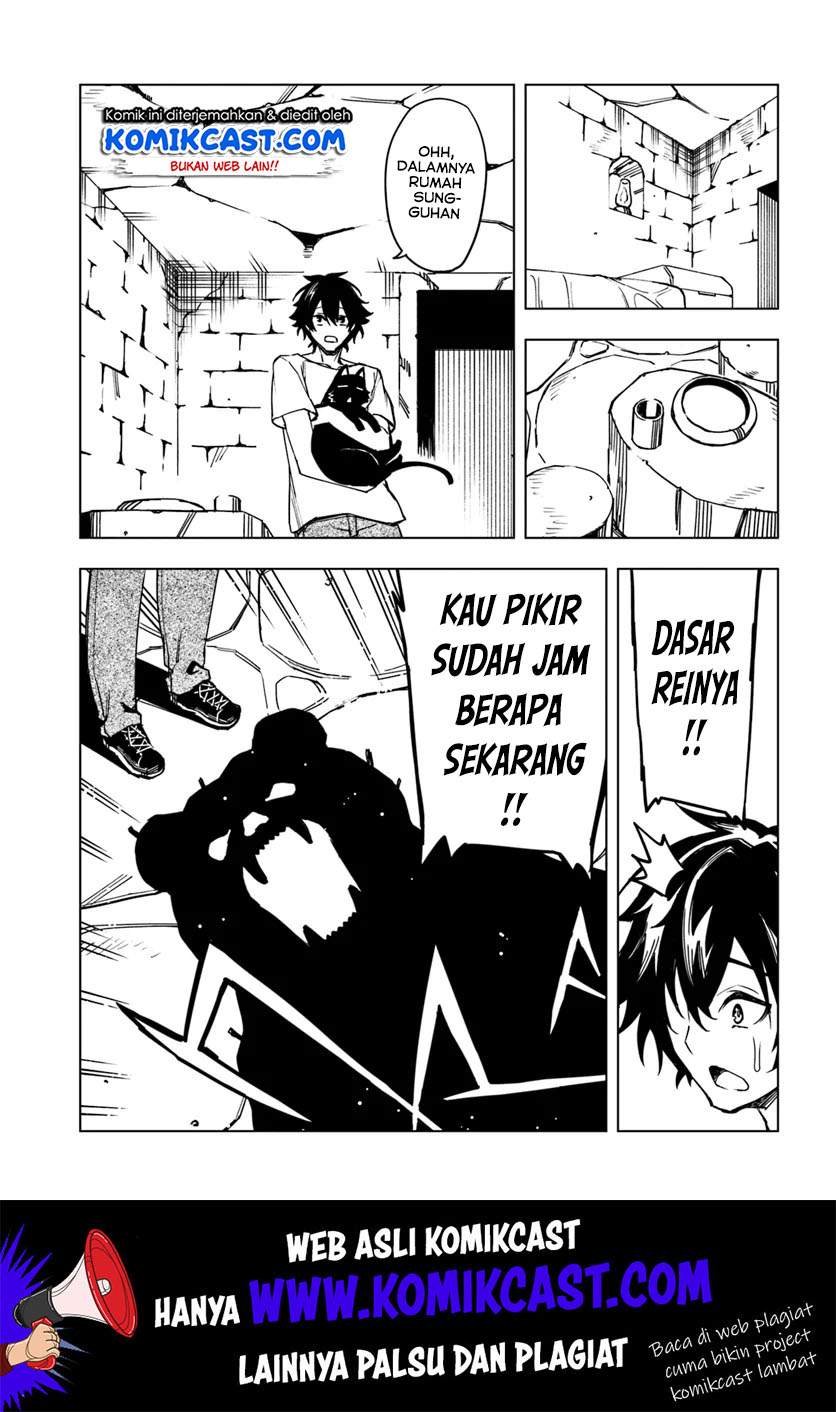 Komik ini diterjemahkan & diedit oleh
KOMIKCAST.COM
BUKAN WEB LAIN!!
OHH,
DALAMNYA
RUMAH
SUNG-
GUHAN
DASAR
REINYA
!!
KAU PIKIR
SUDAH JAM
BERAPA
SEKARANG
!!
WEB ASLI KOMIKCAST
HANYA WWW.KOMIKCAST.COM
LAINNYA PALSU DAN PLAGIAT
Baca di web plagiat
cuma bikin project
komikcast lambat